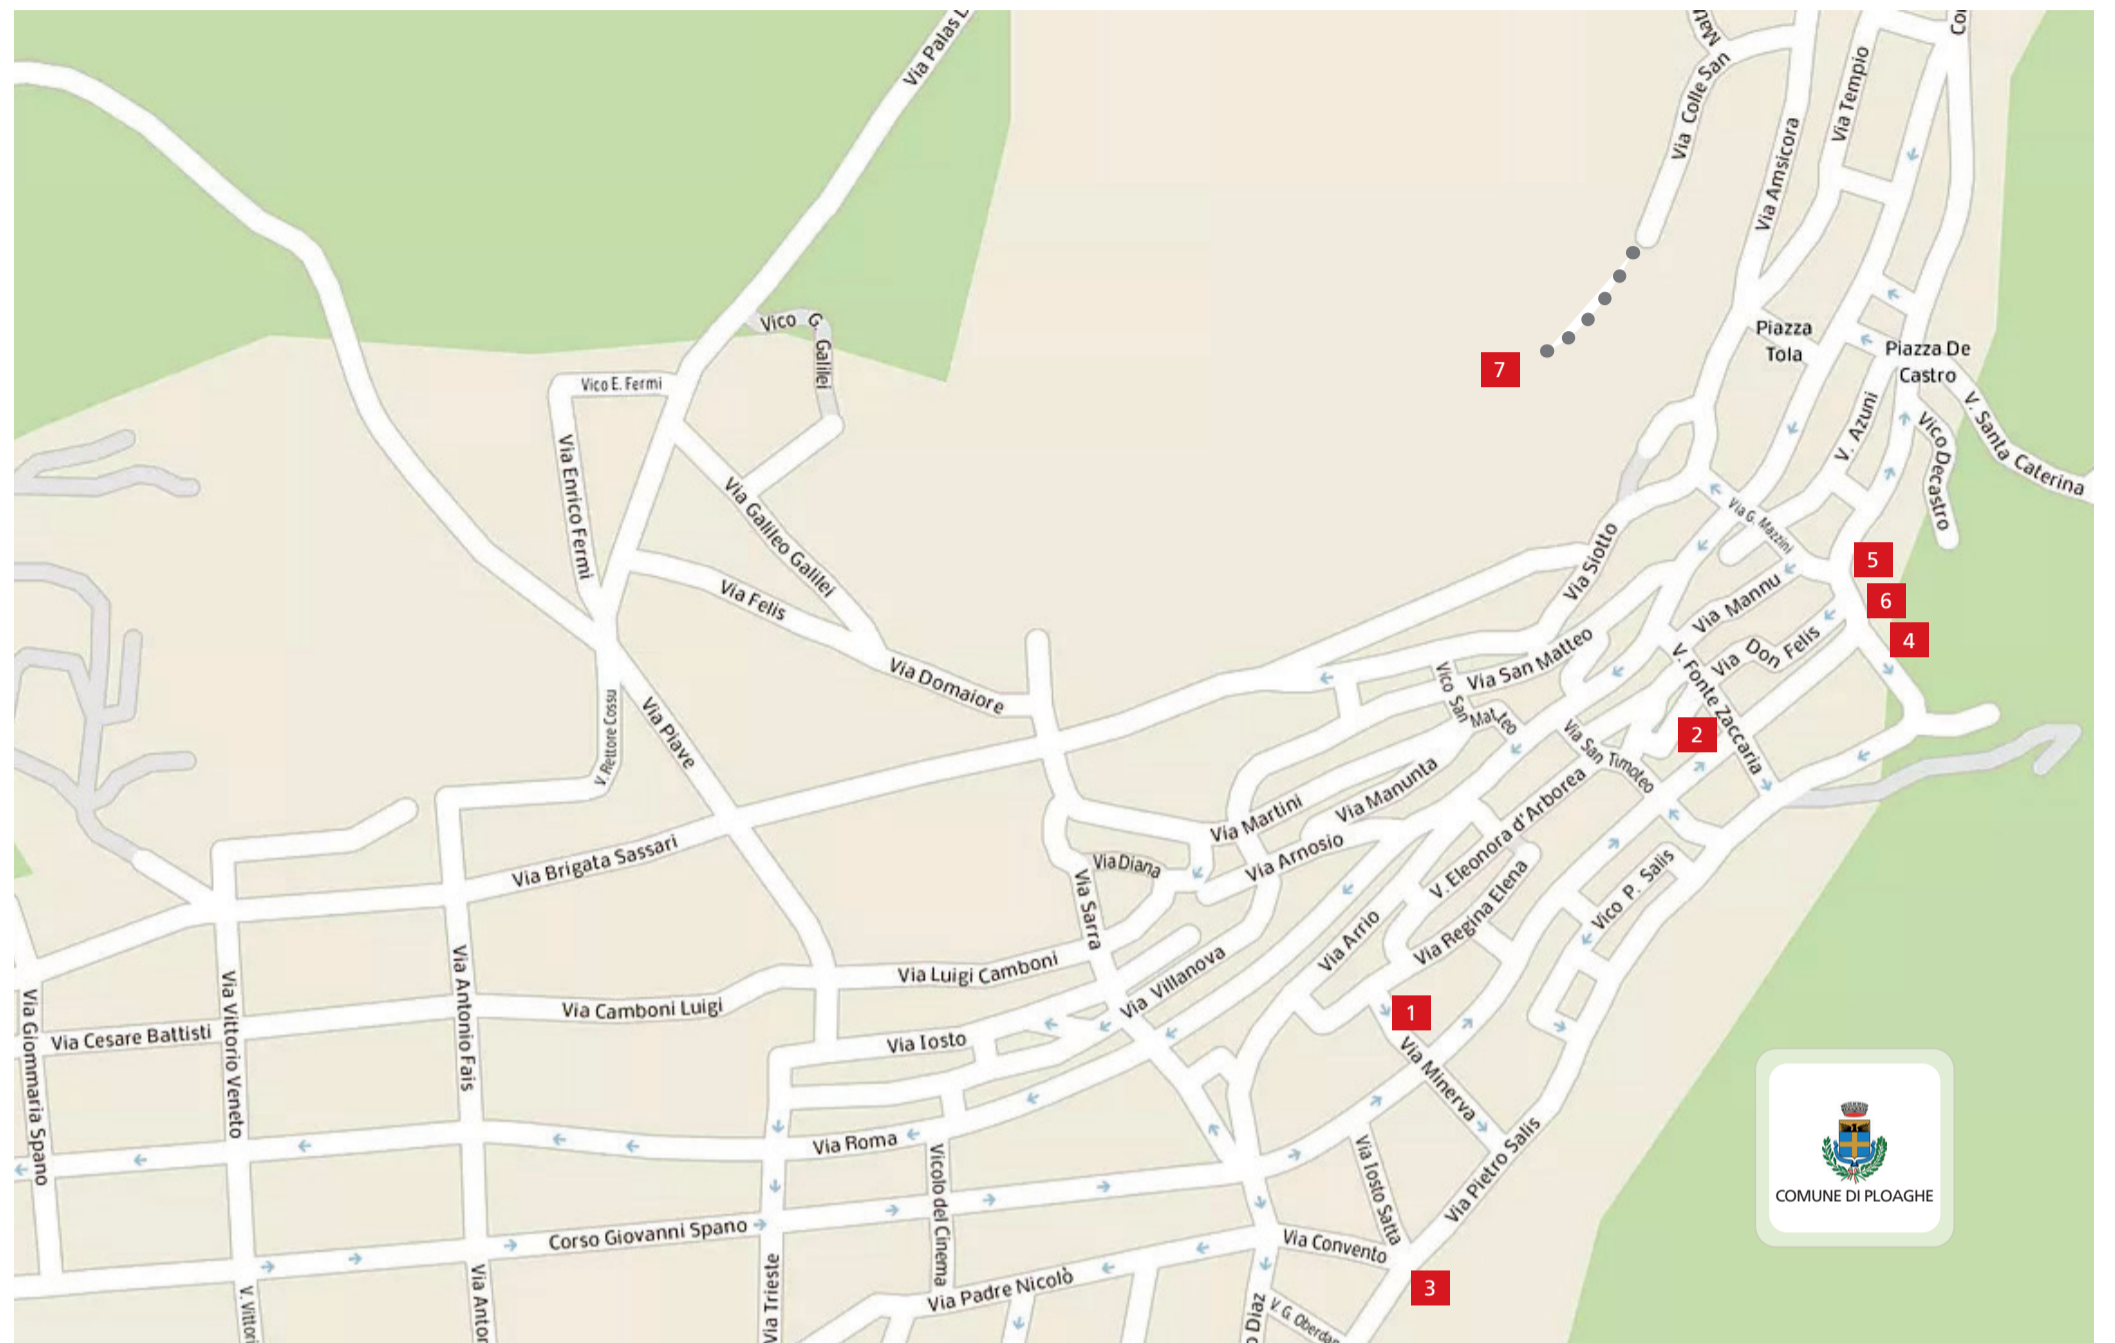 Via Palas
Via Colle San
Via Tempio
Via Amsicora
Vico G. Galilei
Piazza
Tola
Piazza De
Castro
7
Vico E. Fermi
V. Azuni
V. Santa Caterina
Vico Decastro
Via Enrico Fermi
Via Galileo Galilei
Via G. Mazzini
Via Siotto
5
Via Felis
Via Mannu
6
Via Don Felis
4
Via Domaiore
Via San Matteo
V. Fonte Zaccaria
Vico San Matteo
V. Rettore Cossu
Via Piave
Via San Timoteo
2
Via Martini
Via Manunta
V. Eleonora d'Arborea
Via Brigata Sassari
Via Diana
Via Arnosio
Via Sarra
Vico P. Salis
Via Regina Elena
Via Arrio
Via Luigi Camboni
Via Villanova
Via Antonio Fais
Via Vittorio Veneto
Via Camboni Luigi
Via Giommaria Spano
Via Cesare Battisti
1
Via Iosto
Via Minerva
Via Roma
Vicolo del Cinema
Via Iosto Satta
Via Pietro Salis
COMUNE DI PLOAGHE
Corso Giovanni Spano
Via Convento
Via Trieste
Via Padre Nicolò
3
Diaz